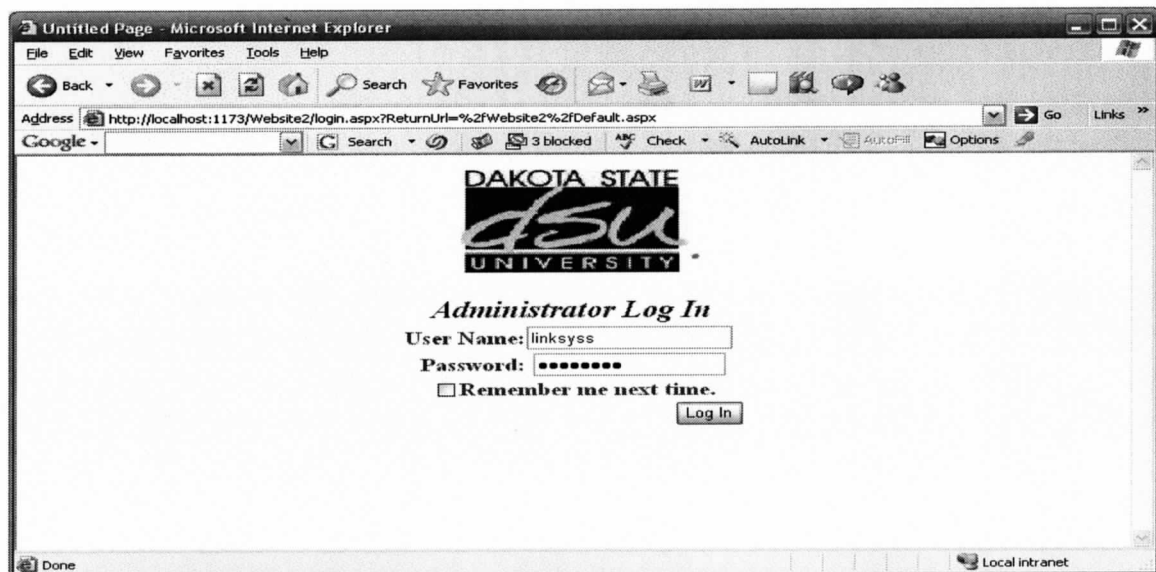 Untitled Page - Microsoft Internet Explorer
File Edit View Favorites Tools Help
Back Search Favorites
Address http://localhost:1173/Website2/login.aspx?ReturnUrl=%2fWebsite2%2fDefault.aspx Go Links »
Google Search 3 blocked ABC Check AutoLink AutoFill Options
DAKOTA STATE
dsu
UNIVERSITY
Administrator Log In
User Name: linksyss
Password: ●●●●●●●●●
Remember me next time.
Log In
Done Local intranet